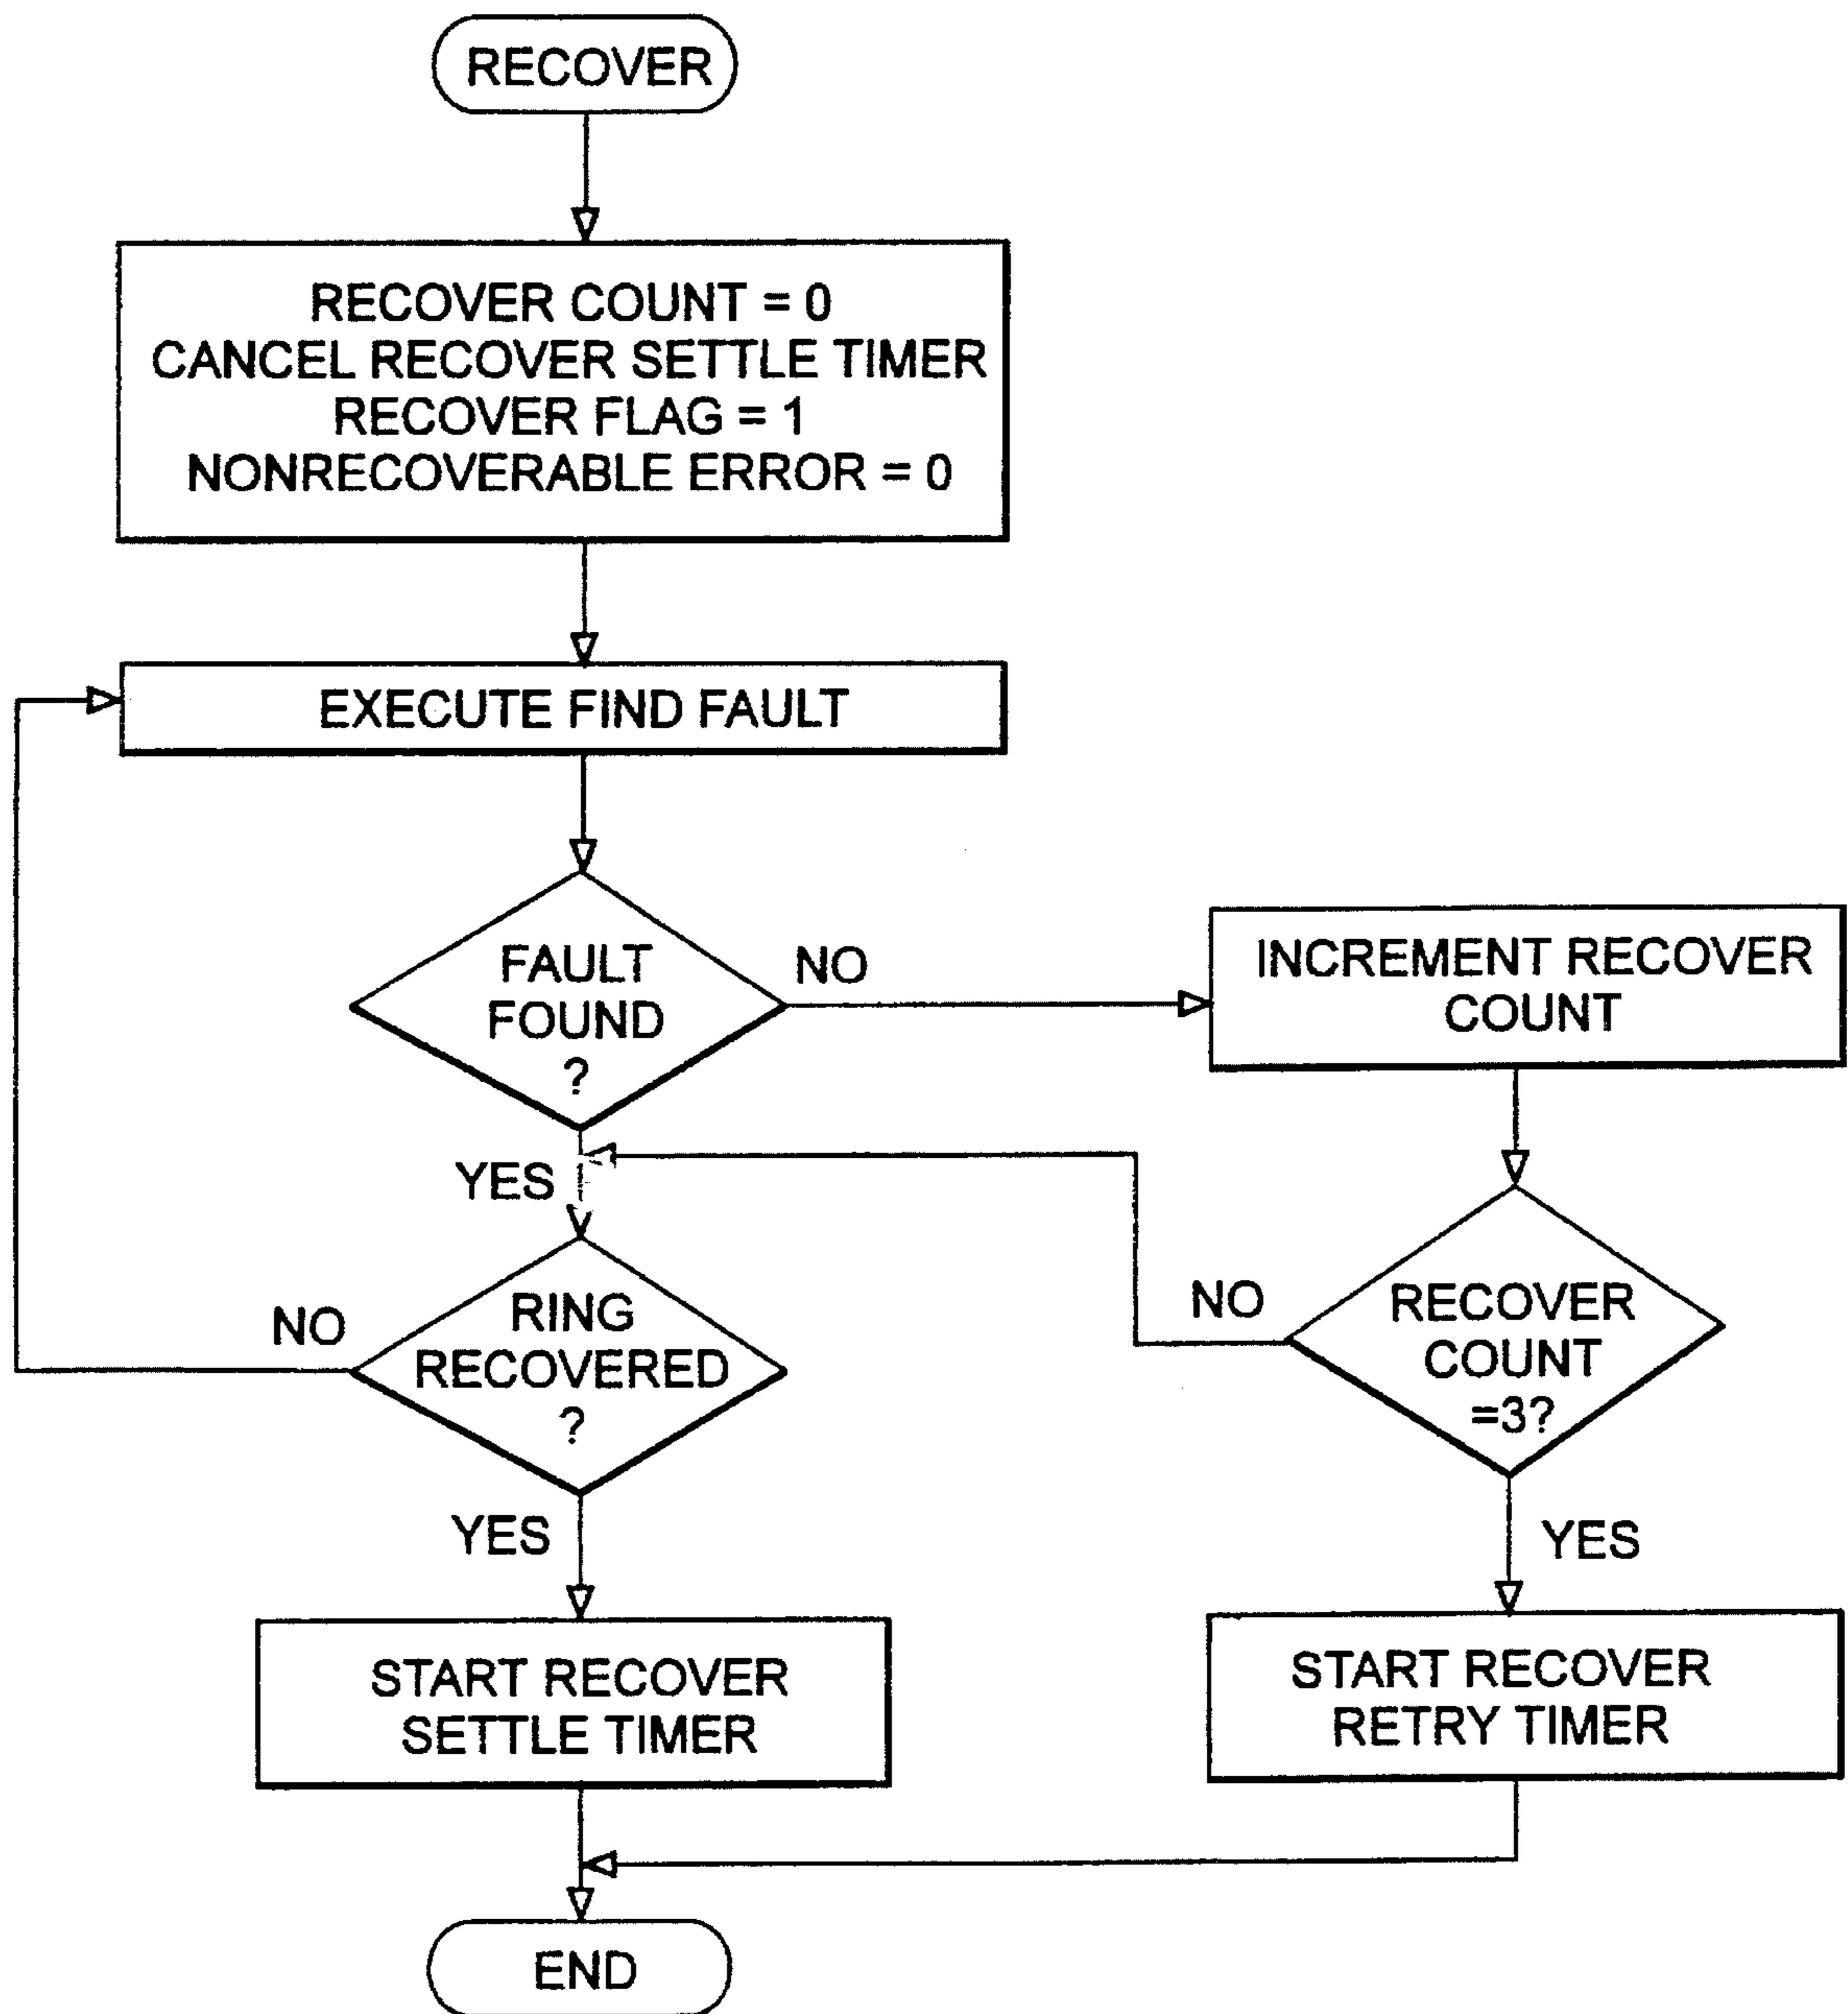 RECOVER
RECOVER COUNT = 0
CANCEL RECOVER SETTLE TIMER
RECOVER FLAG = 1
NONRECOVERABLE ERROR = 0
EXECUTE FIND FAULT
FAULT
FOUND
?
NO
INCREMENT RECOVER
COUNT
YES
RING
RECOVERED
?
NO
NO
RECOVER
COUNT
=3?
YES
YES
START RECOVER
SETTLE TIMER
START RECOVER
RETRY TIMER
END